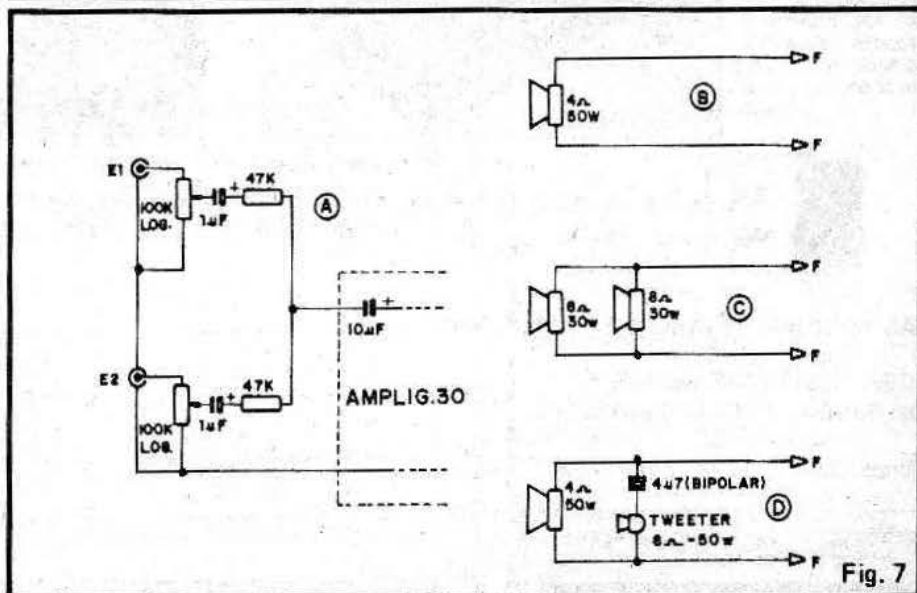 E1
100K
LOG.
1µF
+
47K
A
10µF
+
E2
100K
LOG.
1µF
+
47K
AMPLIG.30
4Ω
50W
B
F
F
8Ω
30W
8Ω
30W
C
F
F
4Ω
50W
4µ7(BIPOLAR)
TWEETER
8Ω-50W
D
F
F
Fig. 7